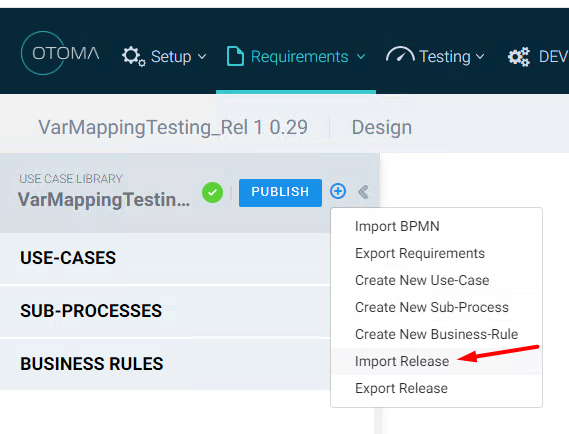 OTOMA
Setup
Requirements
Testing
DEV
VarMappingTesting_Rel 1 0.29
Design
USE CASE LIBRARY
VarMappingTestin...
PUBLISH
Import BPMN
Export Requirements
Create New Use-Case
Create New Sub-Process
Create New Business-Rule
Import Release
Export Release
USE-CASES
SUB-PROCESSES
BUSINESS RULES